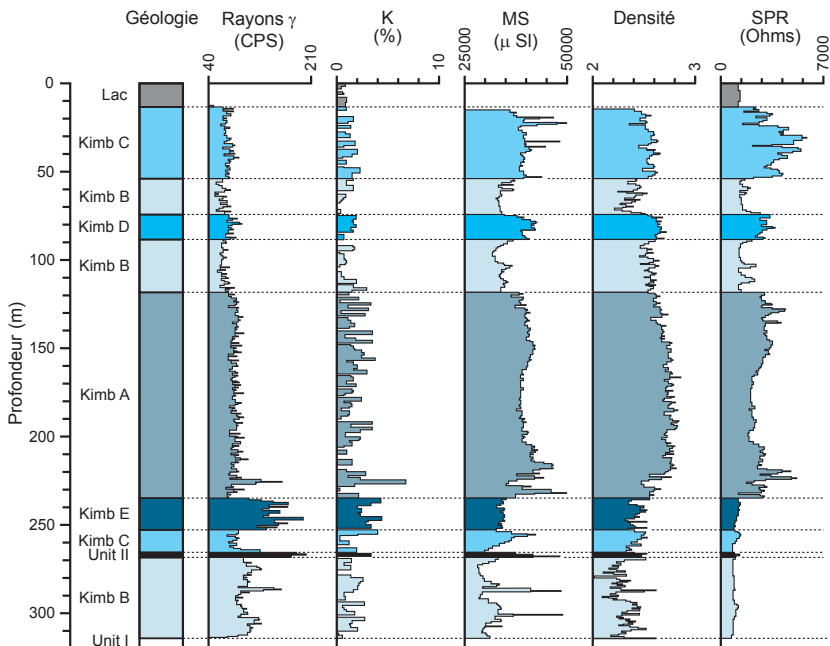 Géologie
Rayons γ
(CPS)
K
(%)
MS
(μ SI)
Densité
SPR
(Ohms)
40
210
0
10
25000
50000
2
3
0
7000
Profondeur (m)
0
50
100
150
200
250
300
Lac
Kimb C
Kimb B
Kimb D
Kimb B
Kimb A
Kimb E
Kimb C
Unit II
Kimb B
Unit I